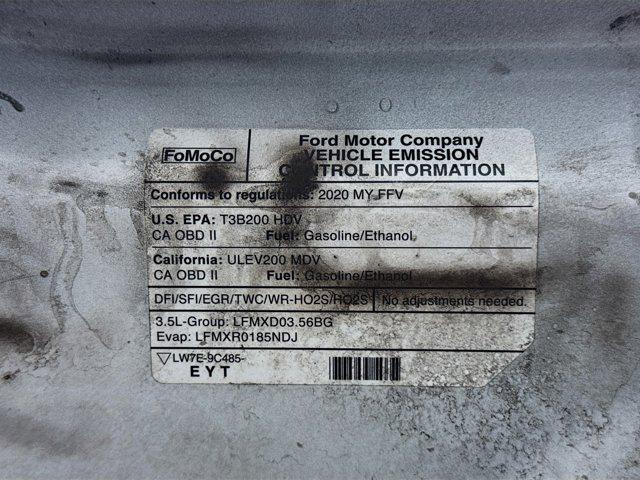 FoMoCo
Ford Motor Company
VEHICLE EMISSION
CONTROL INFORMATION
Conforms to regulations: 2020 MY FFV
U.S. EPA: T3B200 HDV
CA OBD II Fuel: Gasoline/Ethanol
California: ULEV200 MDV
CA OBD II Fuel: Gasoline/Ethanol
DFI/SFI/EGR/TWC/WR-HO2S/HO2S No adjustments needed.
3.5L-Group: LFMXD03.56BG
Evap: LFMXR0185NDJ
LW7E-9C485-
EYT